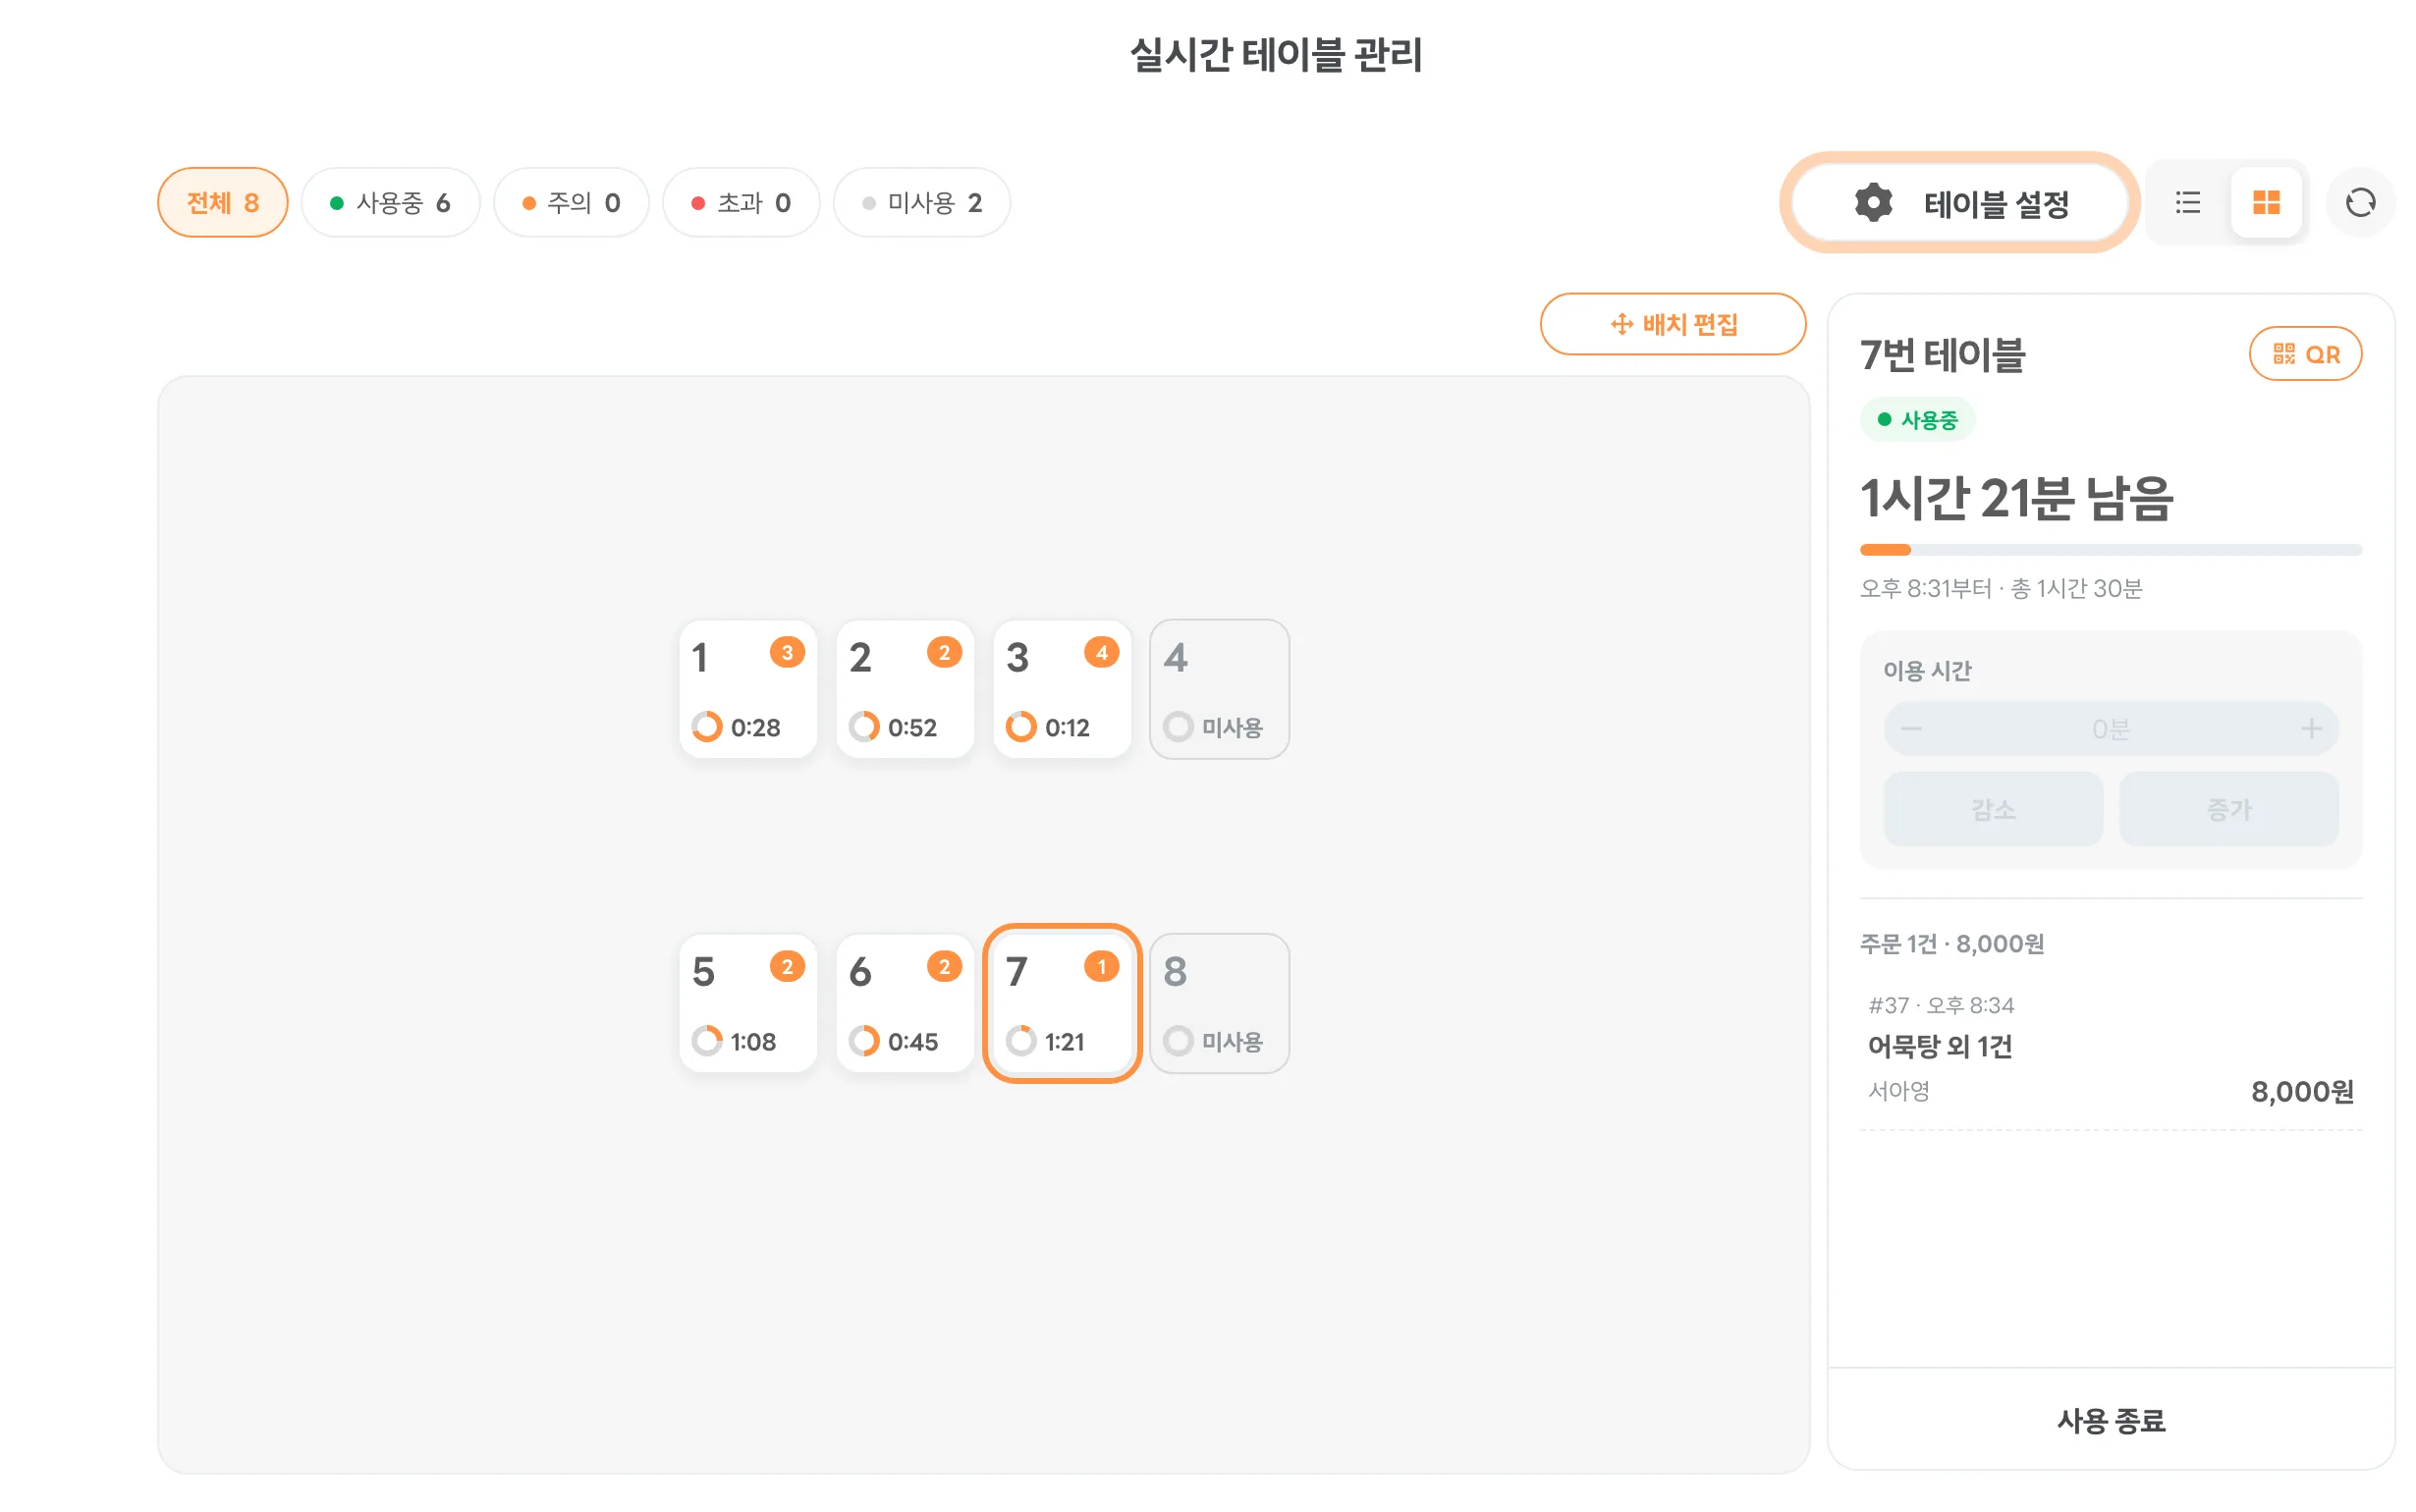 실시간 테이블 관리
전체 8 사용중 6 주의 0 초과 0 미사용 2
테이블 설정
배치 편집
1 3
0:28
2 2
0:52
3 4
0:12
4
미사용
5 2
1:08
6 2
0:45
7 1
1:21
8
미사용
7번 테이블
QR
사용중
1시간 21분 남음
오후 8:31부터 · 총 1시간 30분
이용 시간
− 0분 +
감소 증가
주문 1건 · 8,000원
#37 · 오후 8:34
어묵탕 외 1건
서아영 8,000원
사용 종료